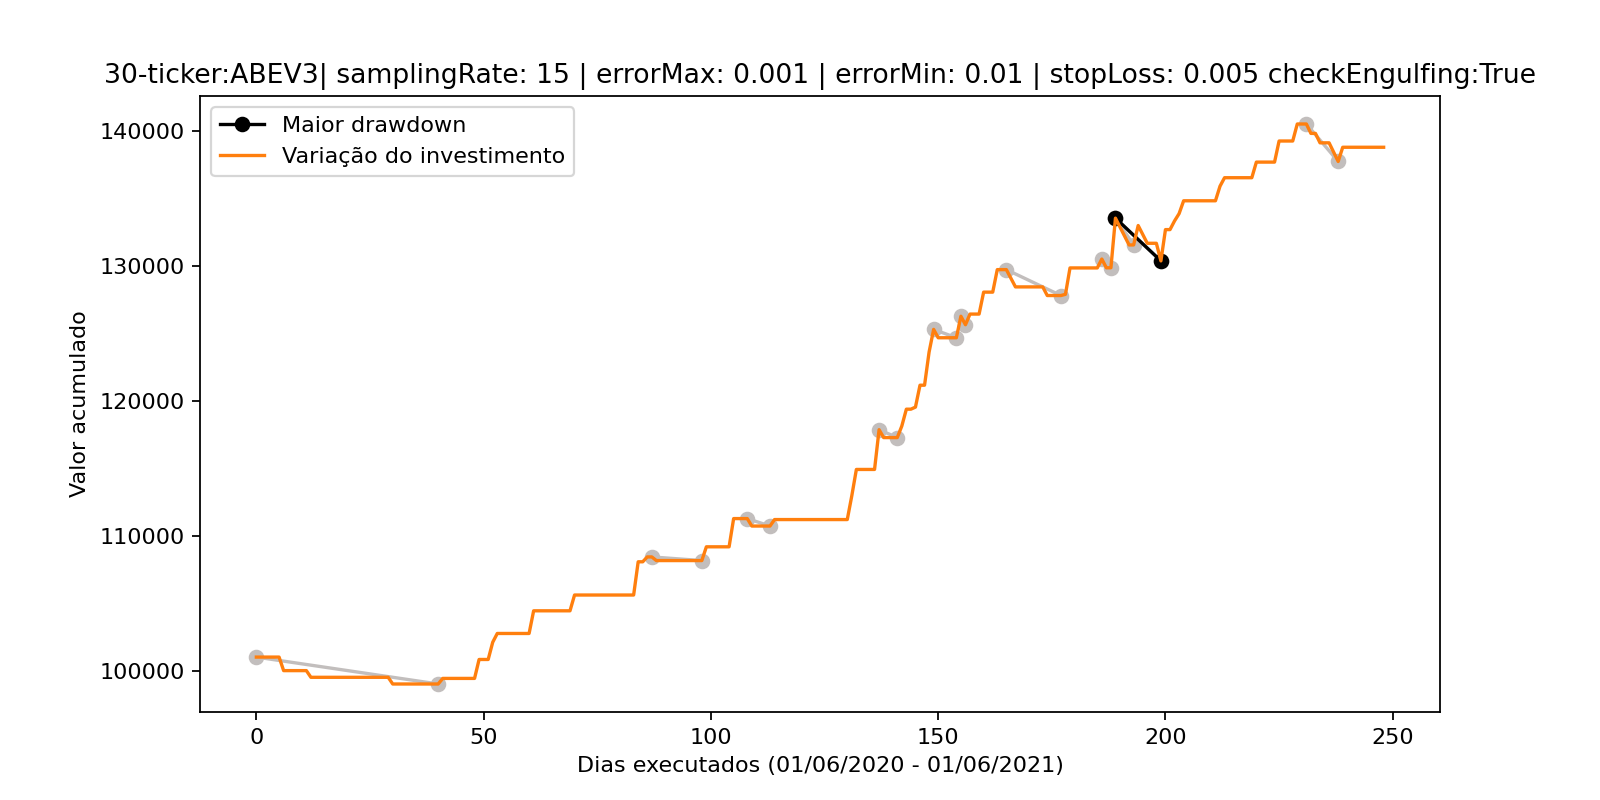 30-ticker:ABEV3| samplingRate: 15 | errorMax: 0.001 | errorMin: 0.01 | stopLoss: 0.005 checkEngulfing:True
Maior drawdown
Variação do investimento
140000
130000
120000
110000
100000
Valor acumulado
0 50 100 150 200 250
Dias executados (01/06/2020 - 01/06/2021)